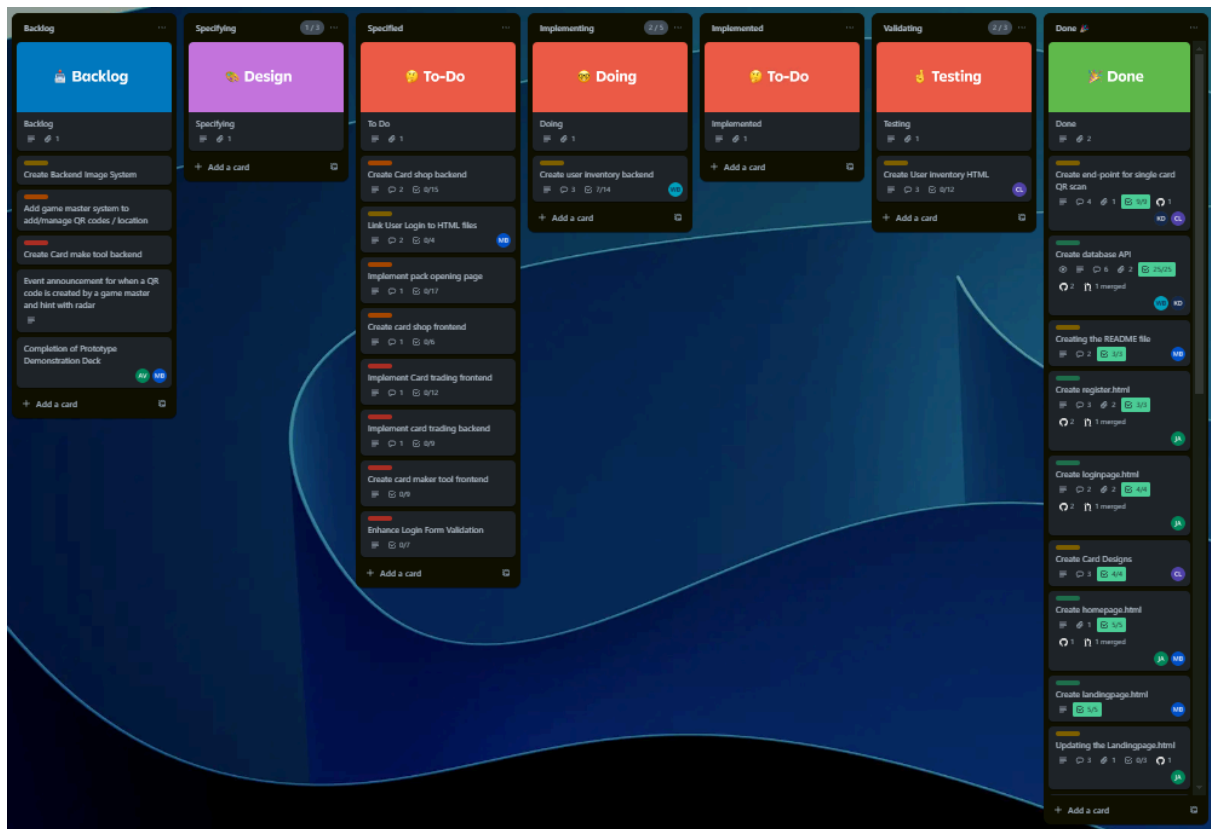 Backlog
Backlog
Backlog
1
Create Backend Image System
Add game master system to
add/manage QR codes / location
Create Card make tool backend
Event announcement for when a QR
code is created by a game master
and hint with radar
Completion of Prototype
Demonstration Deck
AV MB
+ Add a card
Specifying
Design
Specifying
1
+ Add a card
Specified
To-Do
To Do
1
Create Card shop backend
2 0/15
Link User Login to HTML files
2 0/4
MB
Implement pack opening page
1 0/17
Create card shop frontend
1 0/6
Implement Card trading frontend
1 0/12
Implement card trading backend
1 0/9
Create card maker tool frontend
0/9
Enhance Login Form Validation
0/7
+ Add a card
Implementing 2/5
Doing
Doing
1
Create user inventory backend
3 7/14
+ Add a card
Implemented
To-Do
Implemented
1
+ Add a card
Validating 2/3
Testing
Testing
1
Create User inventory HTML
3 0/12
CL
+ Add a card
Done
Done
Done
2
Create end-point for single card
QR scan
4 1 9/9 1
KD CL
Create database API
6 2 25/25
2 1 merged
KD
Creating the README file
2 3/3
MB
Create register.html
3 2 3/3
2 1 merged
JA
Create loginpage.html
2 2 4/4
2 1 merged
JA
Create Card Designs
3 4/4
CL
Create homepage.html
1 5/5
1 1 merged
JA MB
Create landingpage.html
5/5
MB
Updating the Landingpage.html
3 1 0/3 1
JA
+ Add a card